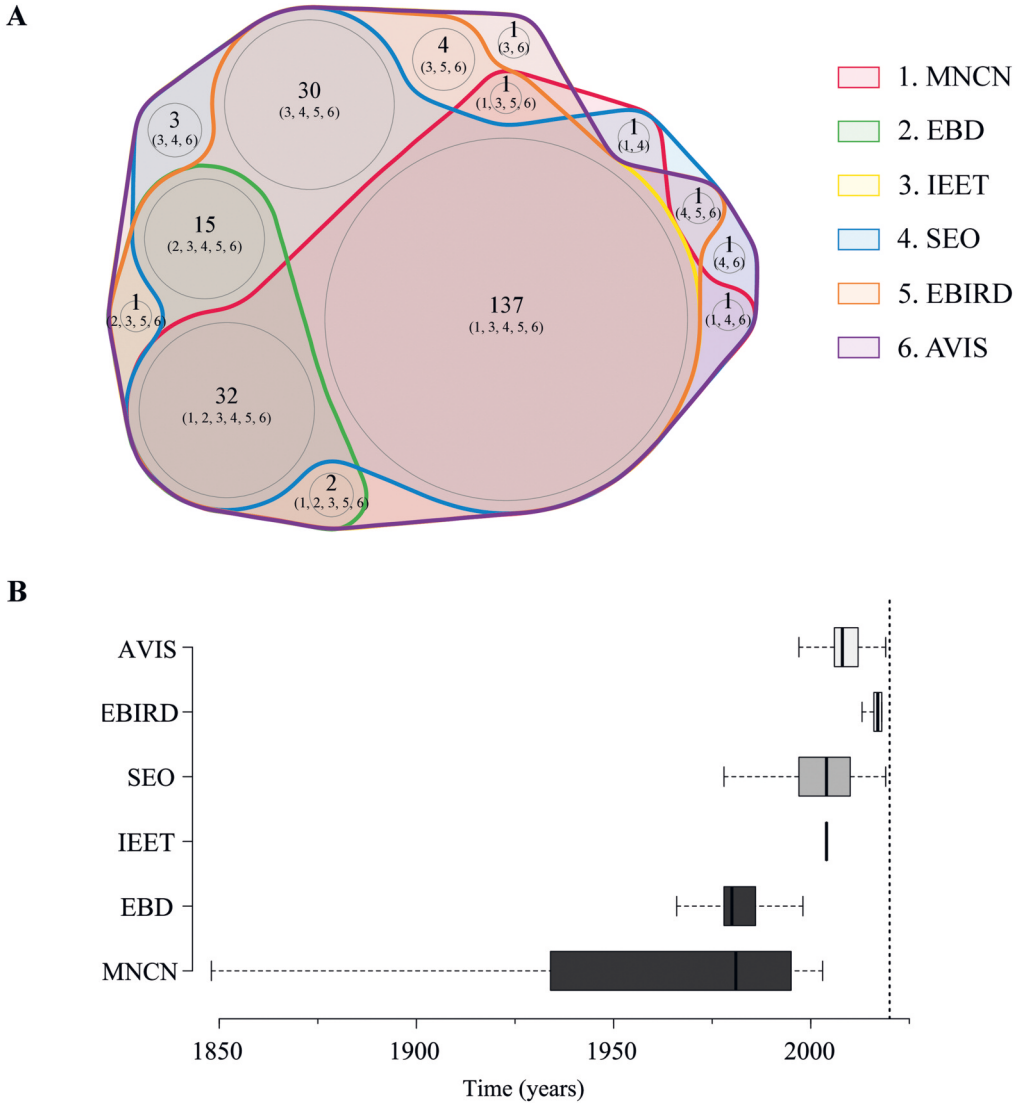 A
1
(3, 6)
4
(3, 5, 6)
30
(3, 4, 5, 6)
1
(1, 3, 5, 6)
3
(3, 4, 6)
1
(1, 4)
15
(2, 3, 4, 5, 6)
1
(4, 5, 6)
1
(4, 6)
1
(2, 3, 5, 6)
137
(1, 3, 4, 5, 6)
1
(1, 4, 6)
32
(1, 2, 3, 4, 5, 6)
2
(1, 2, 3, 5, 6)
1. MNCN
2. EBD
3. IEET
4. SEO
5. EBIRD
6. AVIS
B
AVIS
EBIRD
SEO
IEET
EBD
MNCN
1850 1900 1950 2000
Time (years)